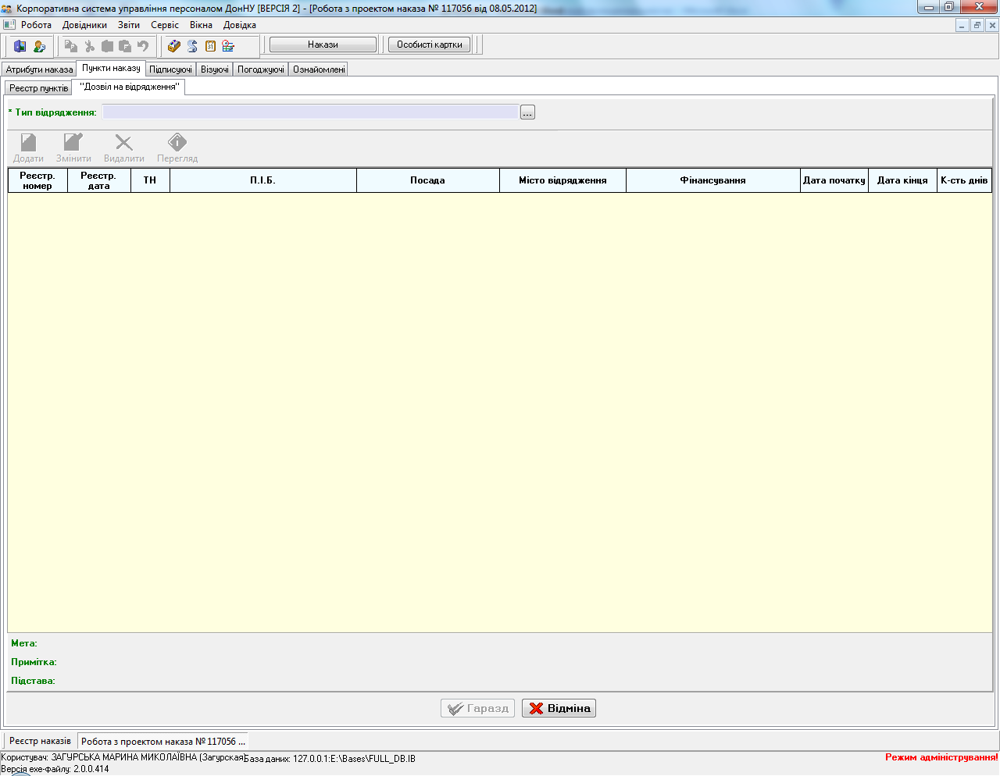 Корпоративна система управління персоналом ДонНУ [ВЕРСІЯ 2] - [Робота з проектом наказа № 117056 від 08.05.2012]
Робота Довідники Звіти Сервіс Вікна Довідка
Накази Особисті картки
Атрибути наказа Пункти наказу Підписуючі Візуючі Погоджуючі Ознайомлені
Реєстр пунктів "Дозвіл на відрядження"
* Тип відрядження: ...
Додати Змінити Видалити Перегляд
Реєстр. номер Реєстр. дата ТН П.І.Б. Посада Місто відрядження Фінансування Дата початку Дата кінця К-сть днів
Мета:
Примітка:
Підстава:
Гаразд Відміна
Реєстр наказів Робота з проектом наказа № 117056 ...
Користувач: ЗАГУРСЬКА МАРИНА МИКОЛАЇВНА (Загурская) База даних: 127.0.0.1:E:\Bases\FULL_DB.IB Режим адміністрування!
Версія exe-файлу: 2.0.0.414